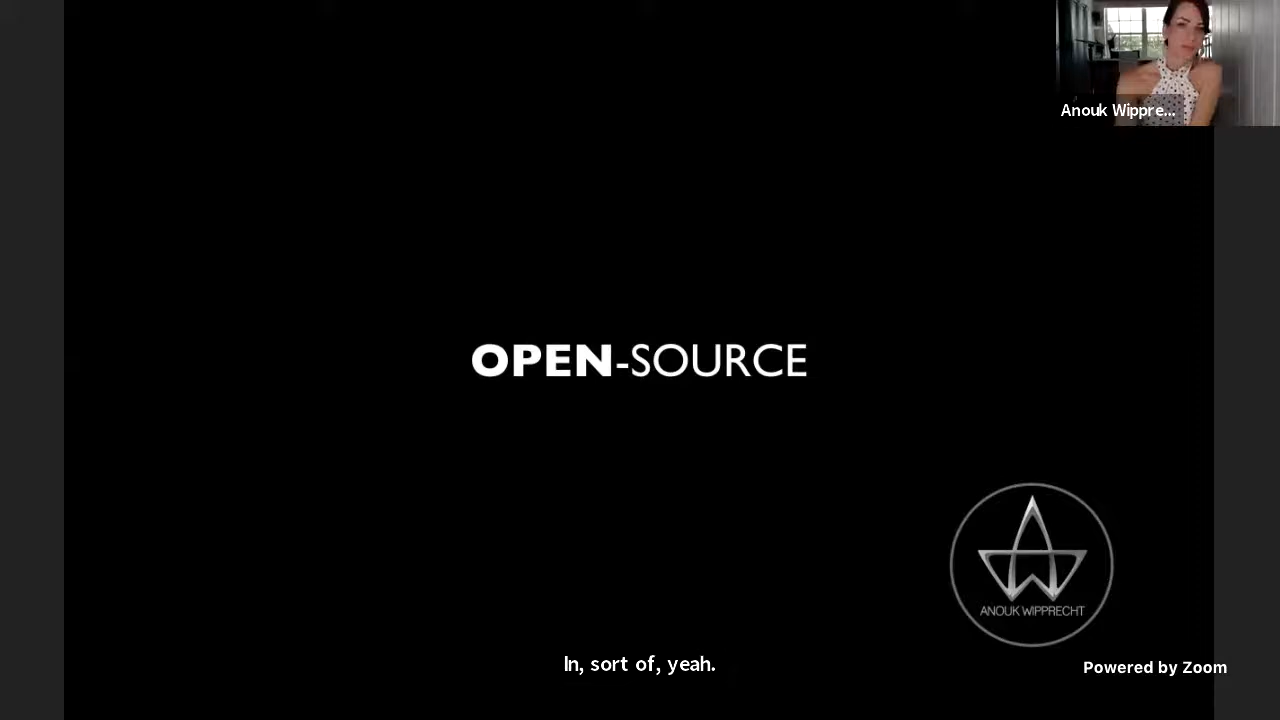 Anouk Wippre...
OPEN-SOURCE
ANOUK WIPPRECHT
In, sort of, yeah.
Powered by Zoom